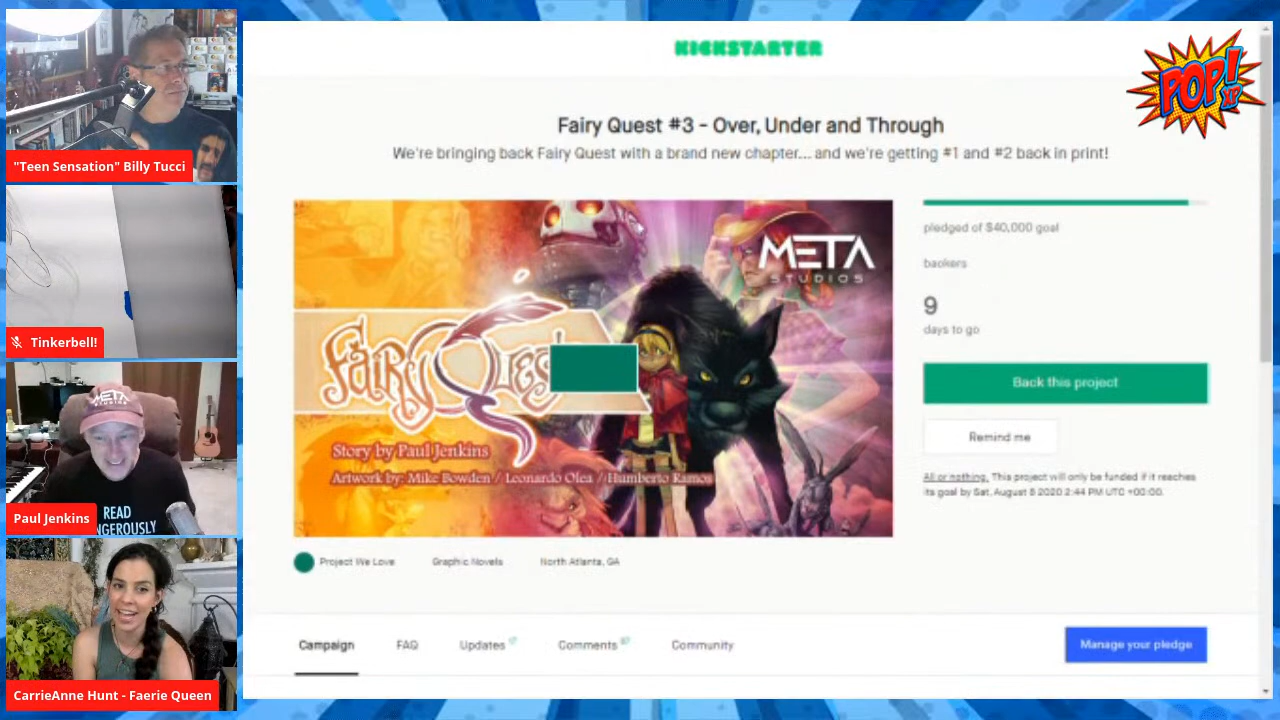 "Teen Sensation" Billy Tucci
Tinkerbell!
META
STUDIOS
READ
NGEROUSLY
Paul Jenkins
CarrieAnne Hunt - Faerie Queen
KICKSTARTER
POP!
XP
Fairy Quest #3 - Over, Under and Through
We're bringing back Fairy Quest with a brand new chapter... and we're getting #1 and #2 back in print!
META
STUDIOS
Fairy Quest
Story by Paul Jenkins
Artwork by: Mike Bowden / Leonardo Olea / Humberto Ramos
pledged of $40,000 goal
backers
9
days to go
Back this project
Remind me
All or nothing. This project will only be funded if it reaches
its goal by Sat, August 8 2020 2:44 PM UTC +00:00.
Project We Love
Graphic Novels
North Atlanta, GA
Campaign
FAQ
Updates
Comments
Community
Manage your pledge